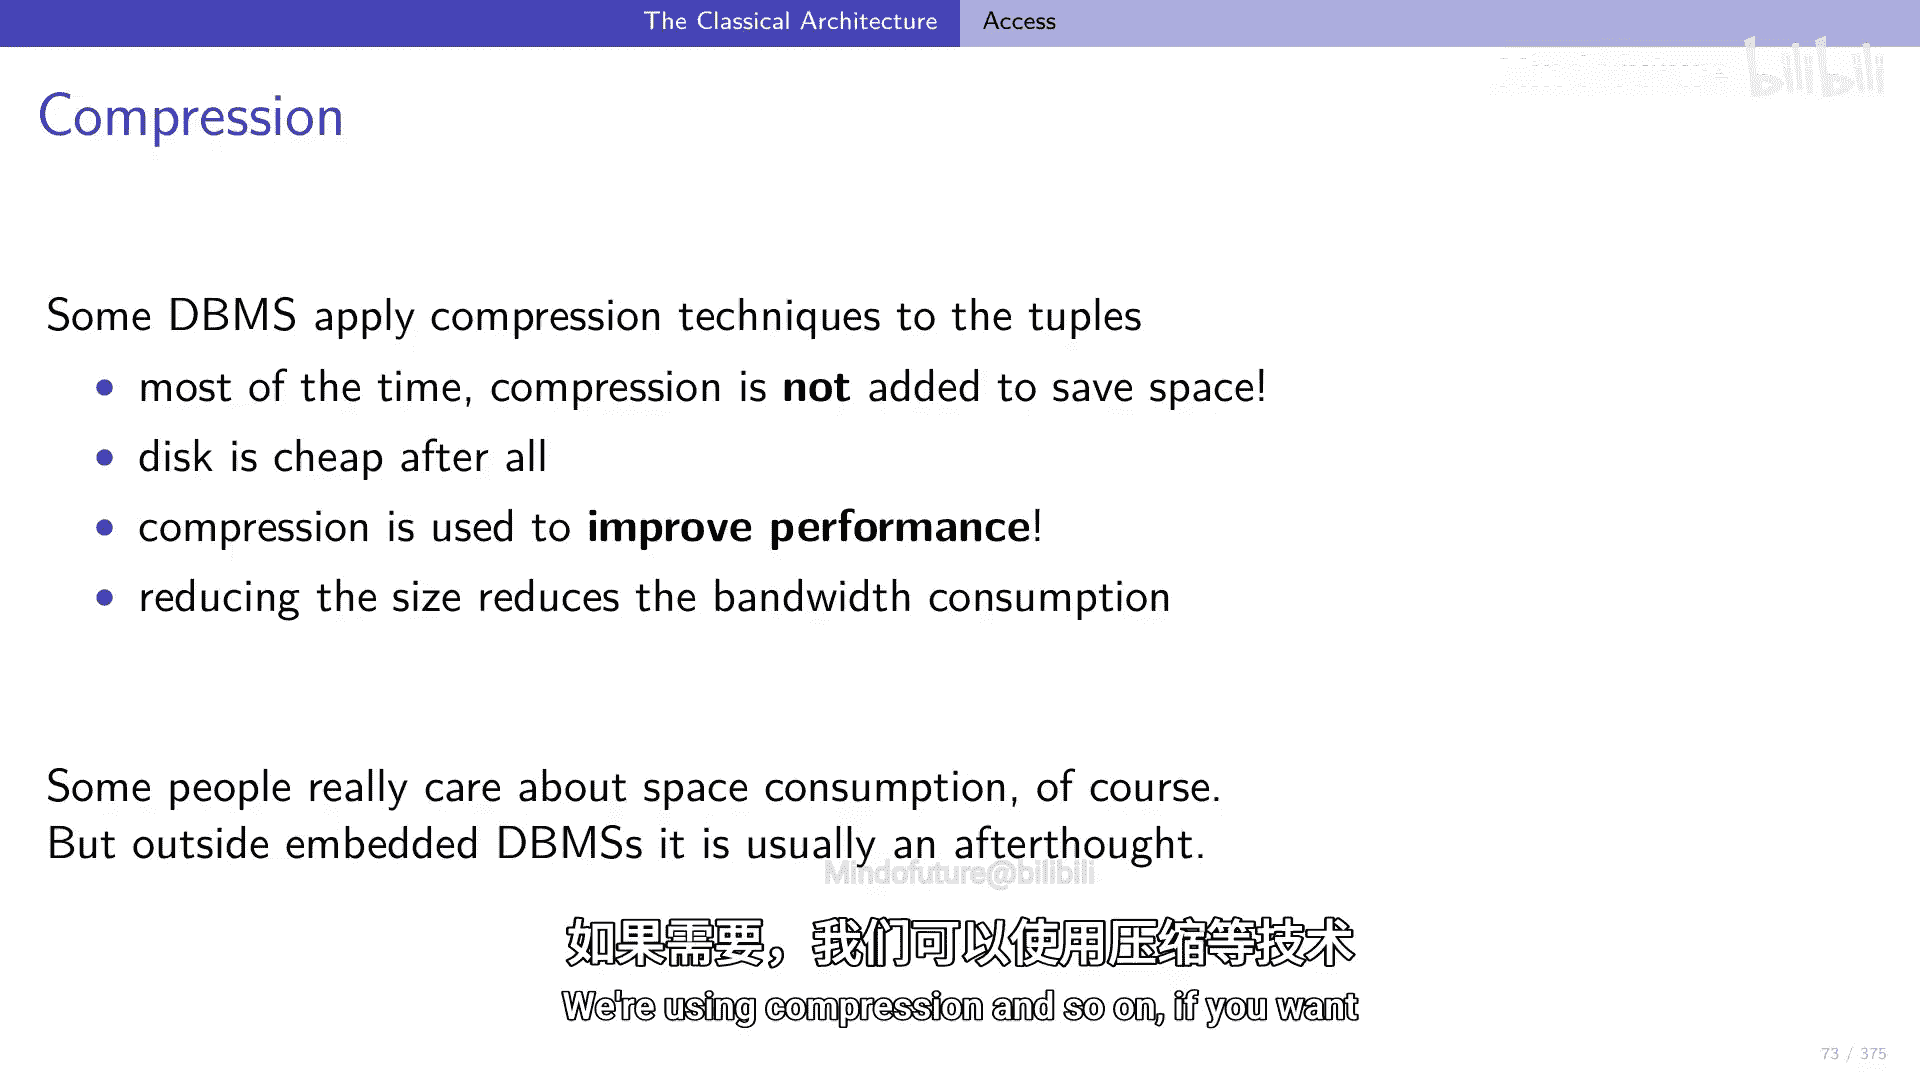 The Classical Architecture
Access
bilibili
Compression
Some DBMS apply compression techniques to the tuples
• most of the time, compression is not added to save space!
• disk is cheap after all
• compression is used to improve performance!
• reducing the size reduces the bandwidth consumption
Some people really care about space consumption, of course.
But outside embedded DBMSs it is usually an afterthought.
Mindofuture@bilibili
如果需要，我们可以使用压缩等技术
We're using compression and so on, if you want
73 / 375